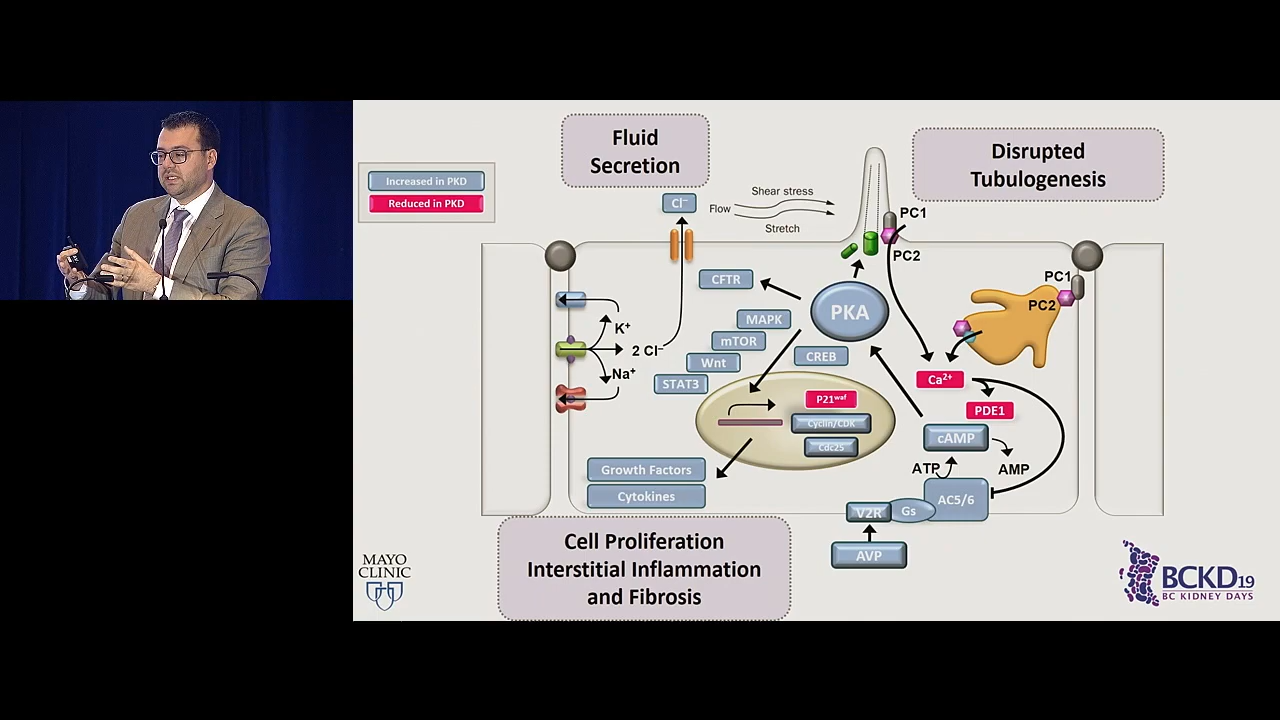 Fluid
Secretion
Disrupted
Tubulogenesis
Increased in PKD
Reduced in PKD
Cl⁻
Flow
Shear stress
Stretch
PC1
PC2
PC1
PC2
CFTR
PKA
MAPK
mTOR
Wnt
STAT3
CREB
K⁺
2 Cl⁻
Na⁺
Ca²⁺
PDE1
P21ʷᵃᶠ
Cyclin/CDK
Cdc25
cAMP
ATP
AMP
AC5/6
Gs
V2R
AVP
Growth Factors
Cytokines
Cell Proliferation
Interstitial Inflammation
and Fibrosis
MAYO
CLINIC
BCKD19
BC KIDNEY DAYS